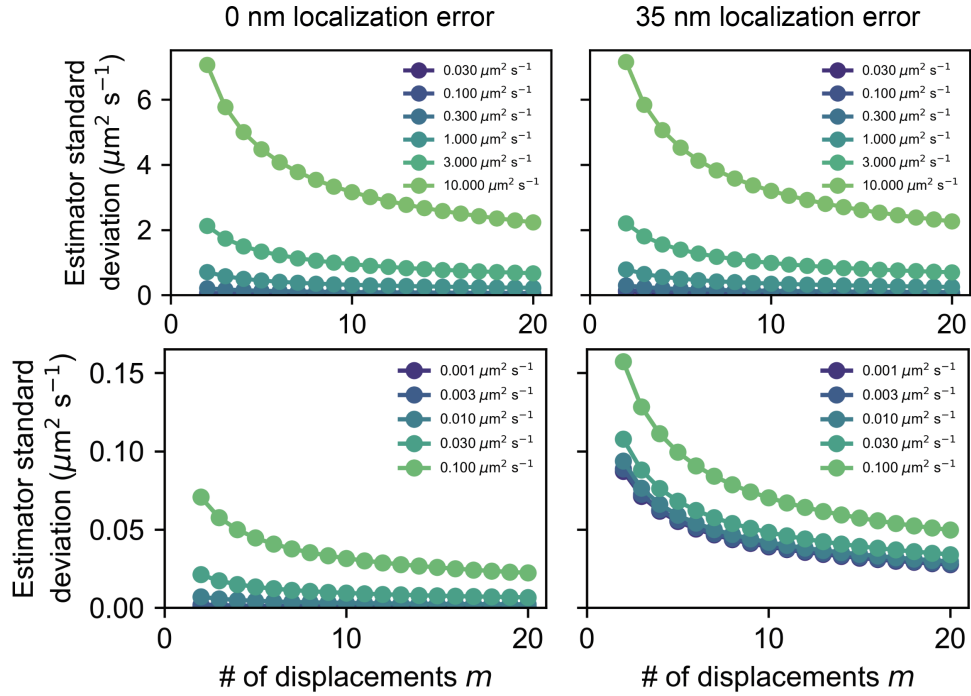 0 nm localization error
35 nm localization error
Estimator standard
deviation (μm² s⁻¹)
6
4
2
0
0
10
20
0.030 μm² s⁻¹
0.100 μm² s⁻¹
0.300 μm² s⁻¹
1.000 μm² s⁻¹
3.000 μm² s⁻¹
10.000 μm² s⁻¹
0
10
20
0.030 μm² s⁻¹
0.100 μm² s⁻¹
0.300 μm² s⁻¹
1.000 μm² s⁻¹
3.000 μm² s⁻¹
10.000 μm² s⁻¹
Estimator standard
deviation (μm² s⁻¹)
0.15
0.10
0.05
0.00
0
10
20
0.001 μm² s⁻¹
0.003 μm² s⁻¹
0.010 μm² s⁻¹
0.030 μm² s⁻¹
0.100 μm² s⁻¹
# of displacements m
0
10
20
0.001 μm² s⁻¹
0.003 μm² s⁻¹
0.010 μm² s⁻¹
0.030 μm² s⁻¹
0.100 μm² s⁻¹
# of displacements m